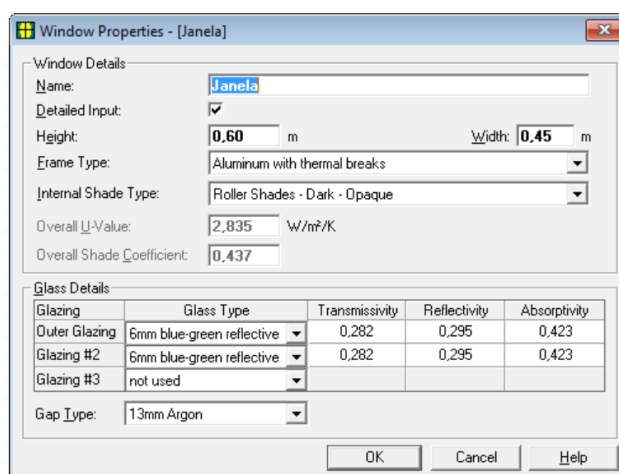 Window Properties - [Janela]
Window Details
Name: Janela
Detailed Input:
Height: 0,60 m Width: 0,45 m
Frame Type: Aluminum with thermal breaks
Internal Shade Type: Roller Shades - Dark - Opaque
Overall U-Value: 2,835 W/m²/K
Overall Shade Coefficient: 0,437
Glass Details
Glazing Glass Type Transmissivity Reflectivity Absorptivity
Outer Glazing 6mm blue-green reflective 0,282 0,295 0,423
Glazing #2 6mm blue-green reflective 0,282 0,295 0,423
Glazing #3 not used
Gap Type: 13mm Argon
OK Cancel Help